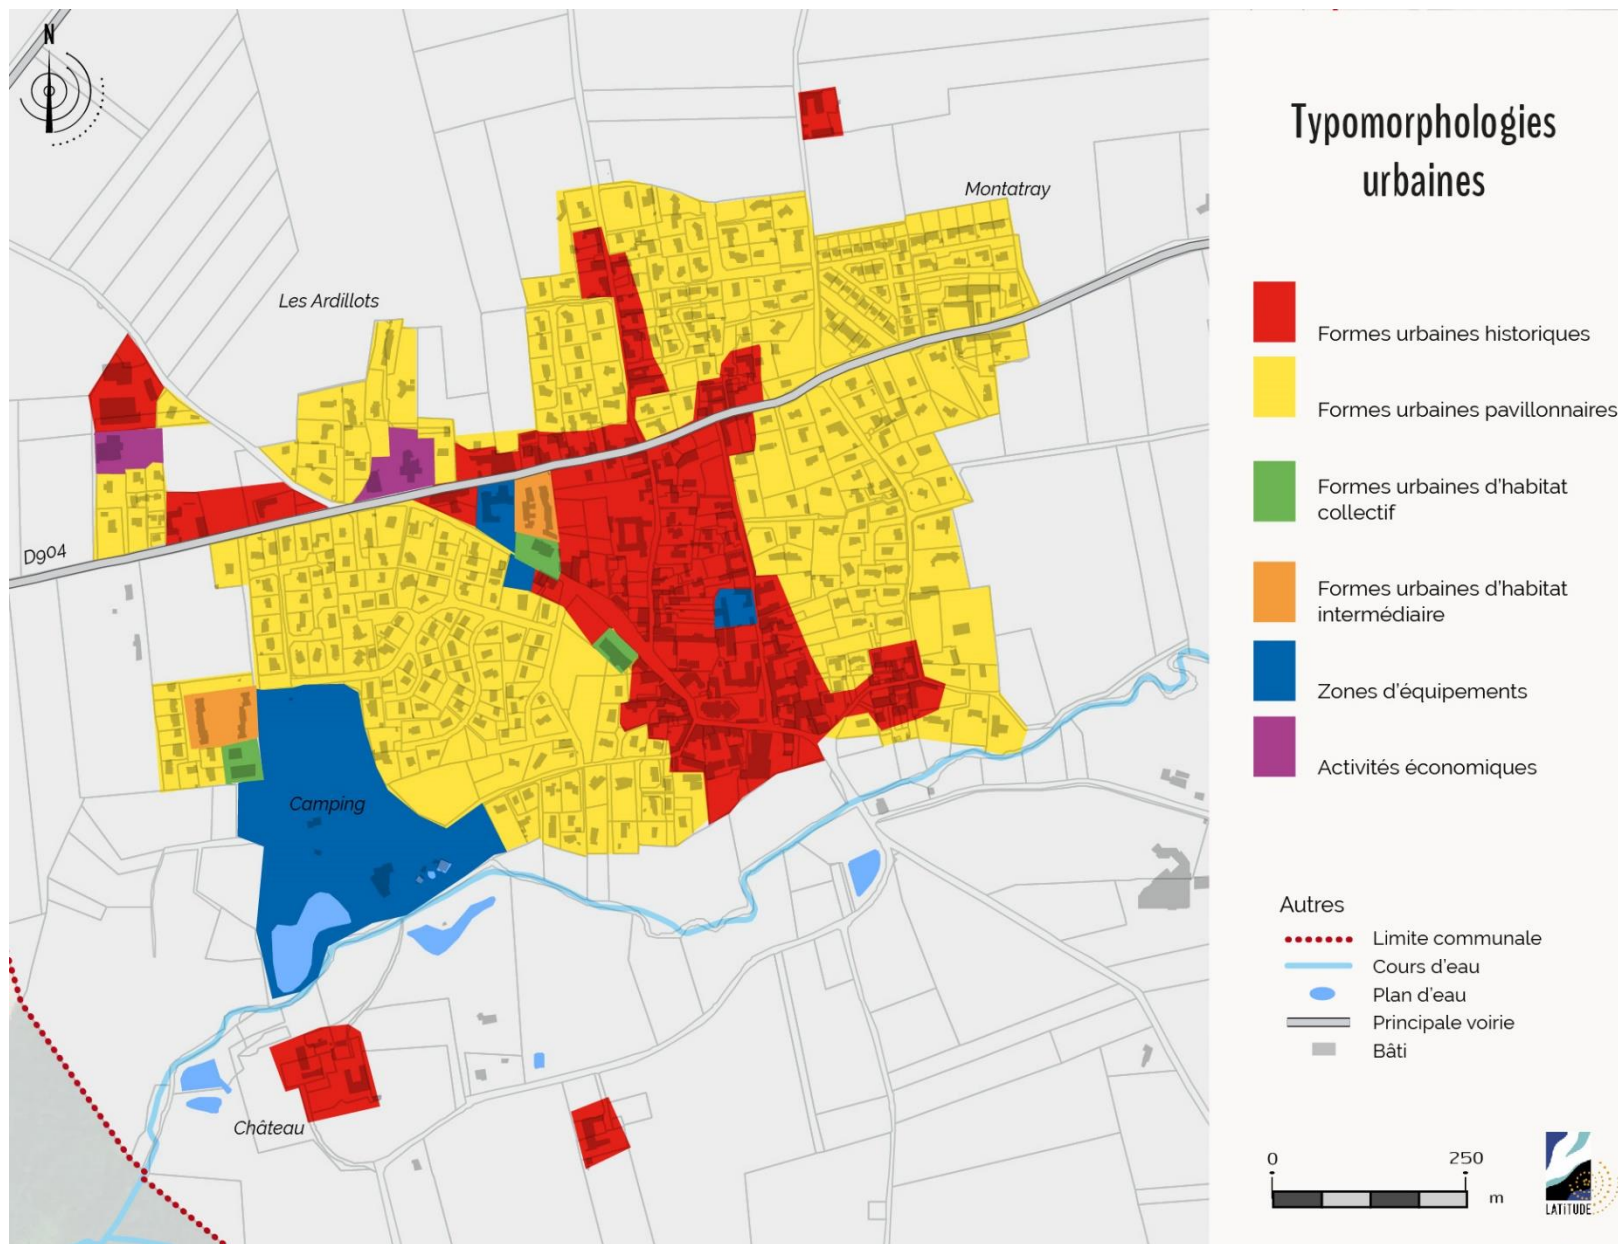 N
Montatray
Les Ardillots
D904
Camping
Château
Typomorphologies
urbaines
Formes urbaines historiques
Formes urbaines pavillonnaires
Formes urbaines d'habitat
collectif
Formes urbaines d'habitat
intermédiaire
Zones d'équipements
Activités économiques
Autres
Limite communale
Cours d'eau
Plan d'eau
Principale voirie
Bâti
0 250
m
LATITUDE